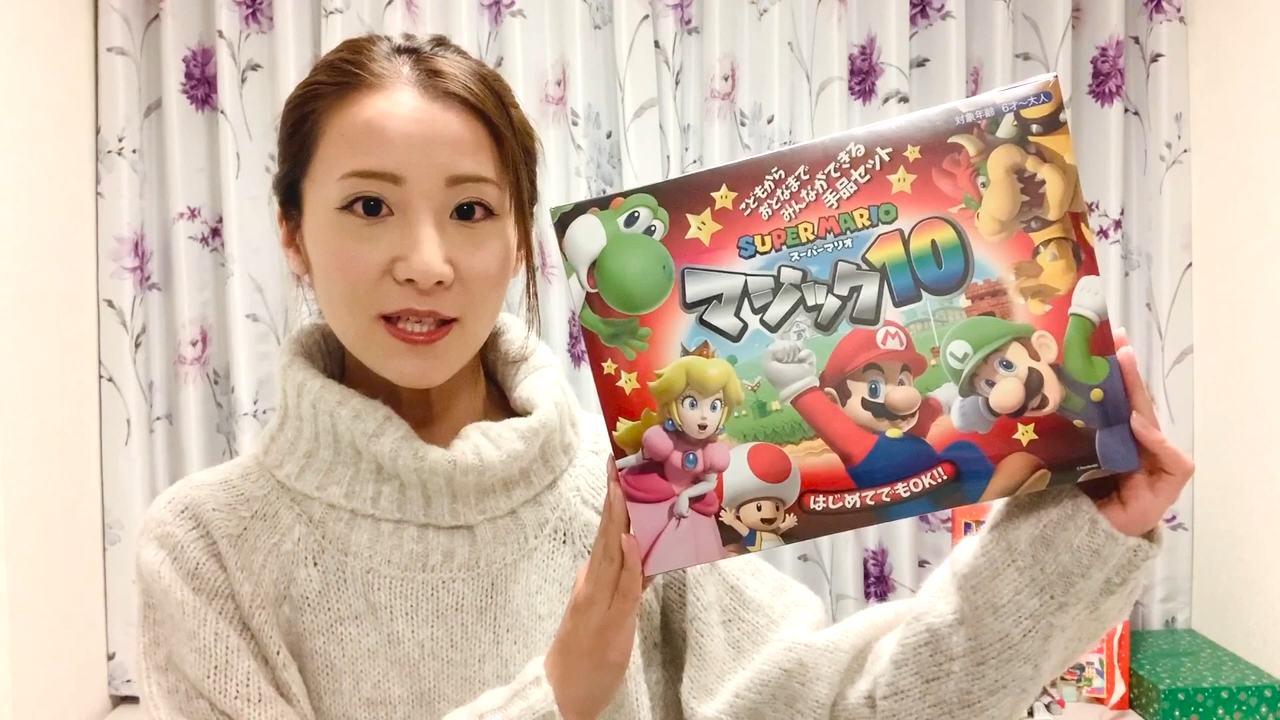 対象年齢 6才〜大人
こどもから
おとなまで
みんなができる
手品セット
SUPER MARIO
スーパーマリオ
マジック10
M
L
はじめてでもOK!!